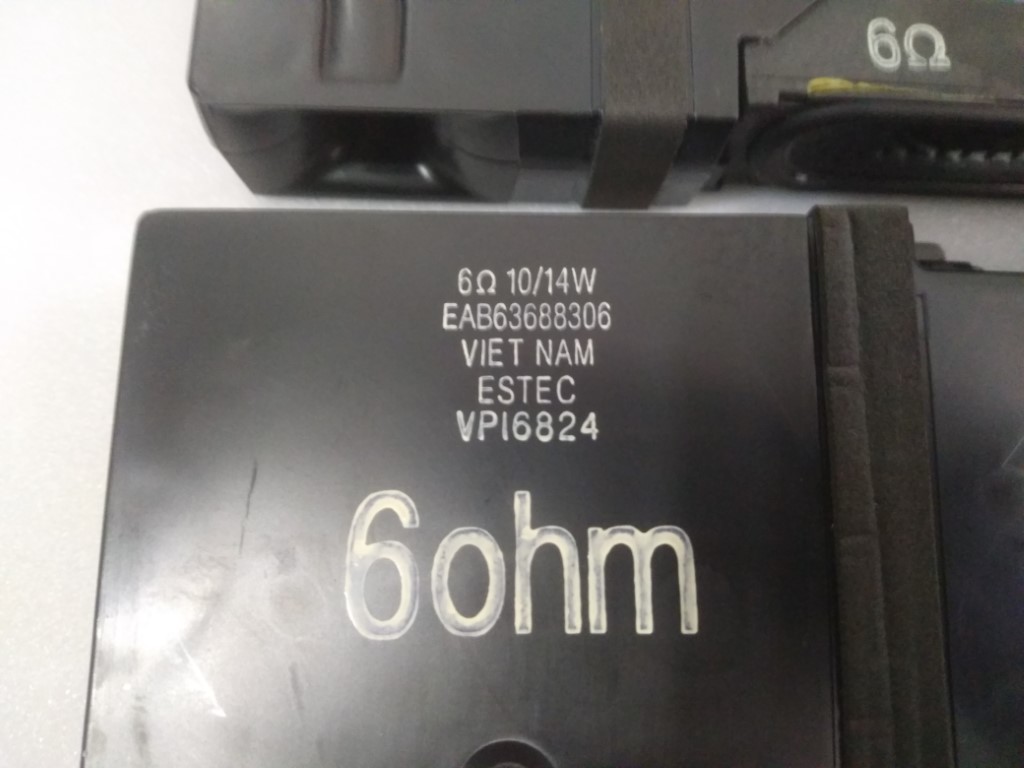 6Ω
6Ω 10/14W
EAB63688306
VIET NAM
ESTEC
VPI6824
6ohm